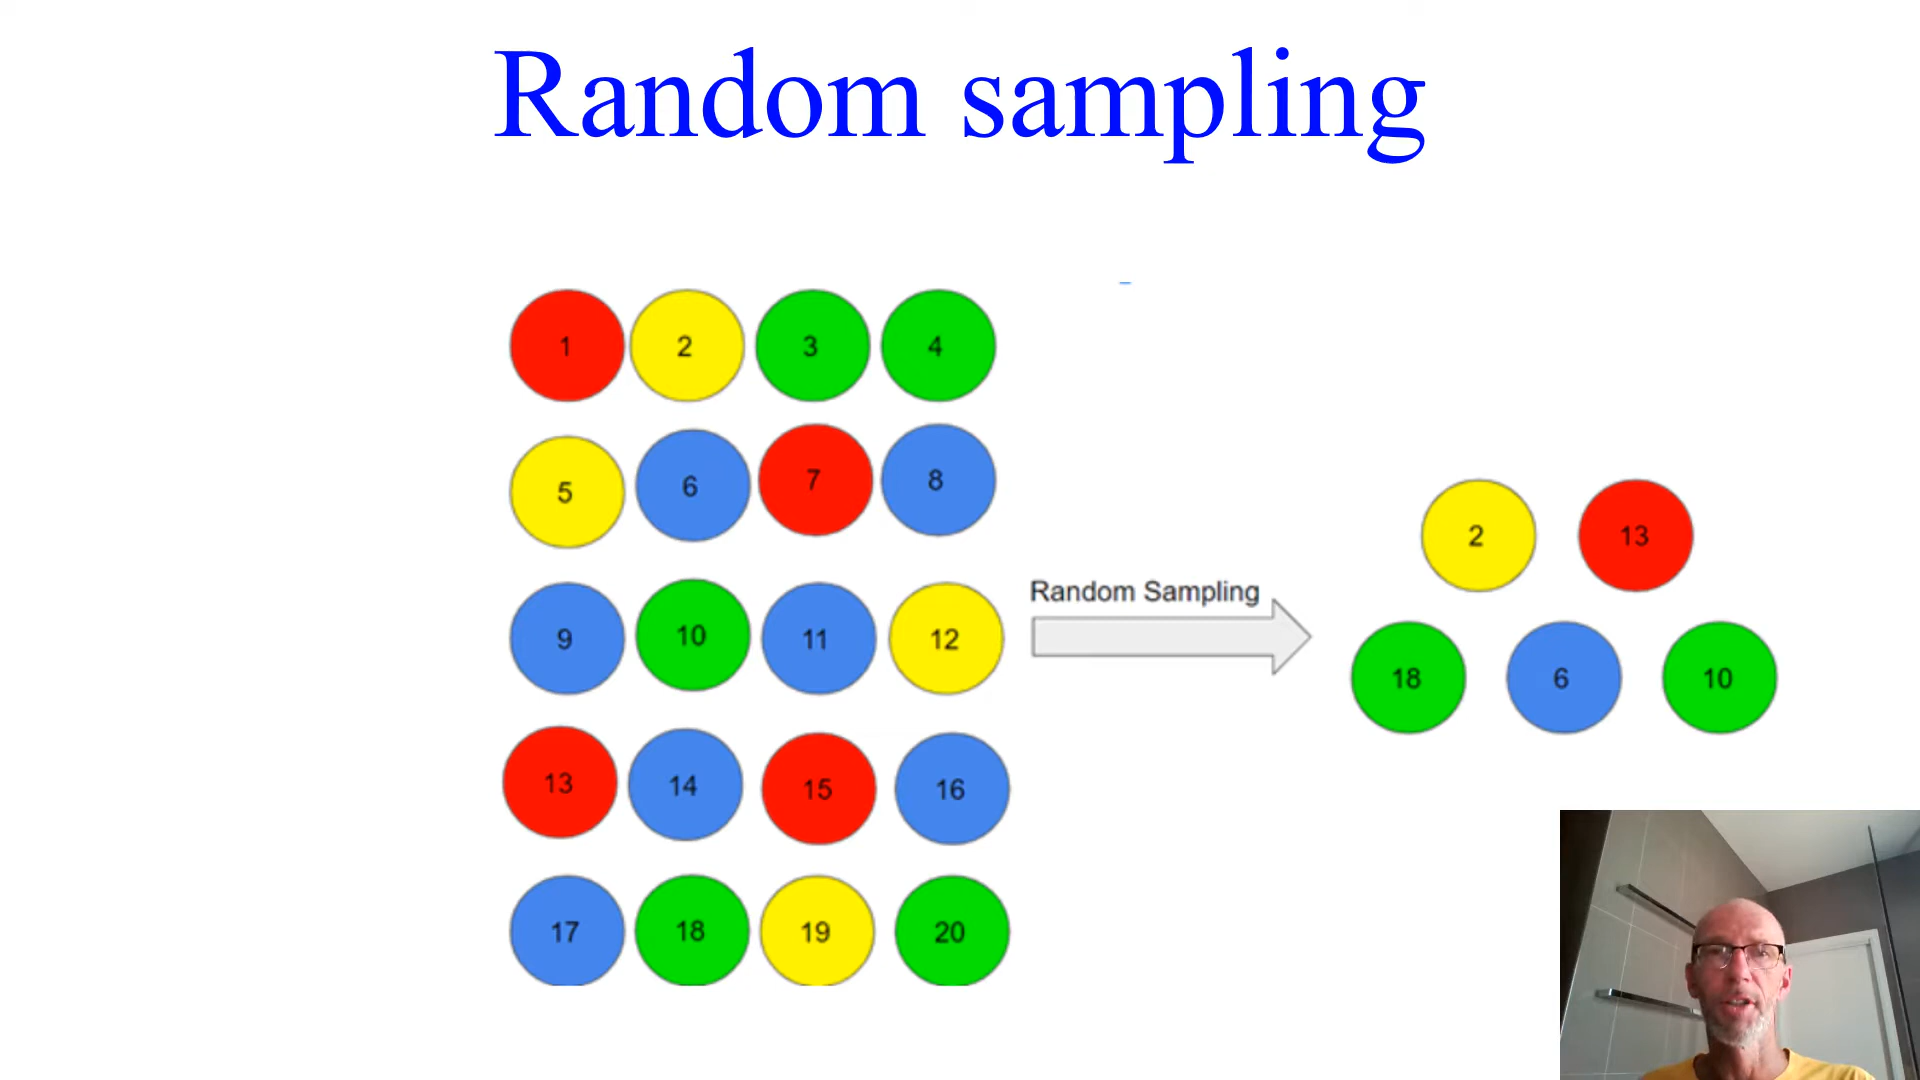 Random sampling
1 2 3 4
5 6 7 8
9 10 11 12
13 14 15 16
17 18 19 20
Random Sampling
2 13
18 6 10